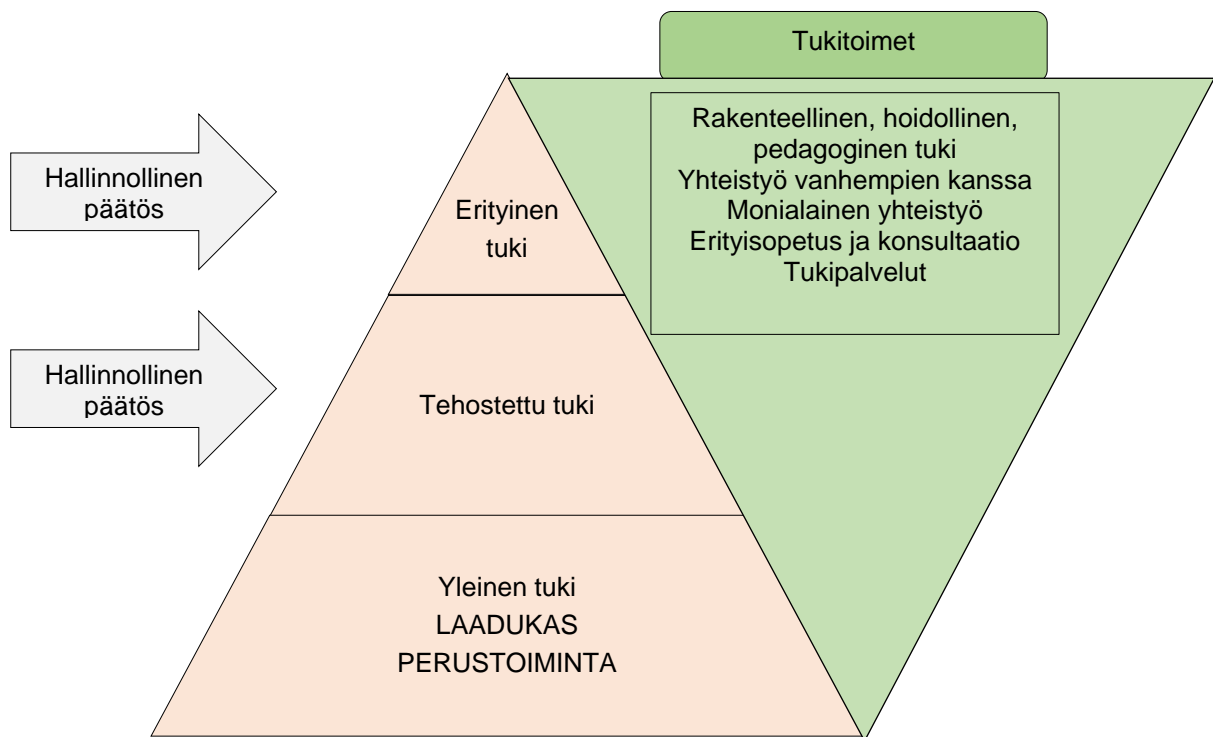 Tukitoimet
Rakenteellinen, hoidollinen,
pedagoginen tuki
Yhteistyö vanhempien kanssa
Monialainen yhteistyö
Erityisopetus ja konsultaatio
Tukipalvelut
Hallinnollinen
päätös
Erityinen
tuki
Hallinnollinen
päätös
Tehostettu tuki
Yleinen tuki
LAADUKAS
PERUSTOIMINTA